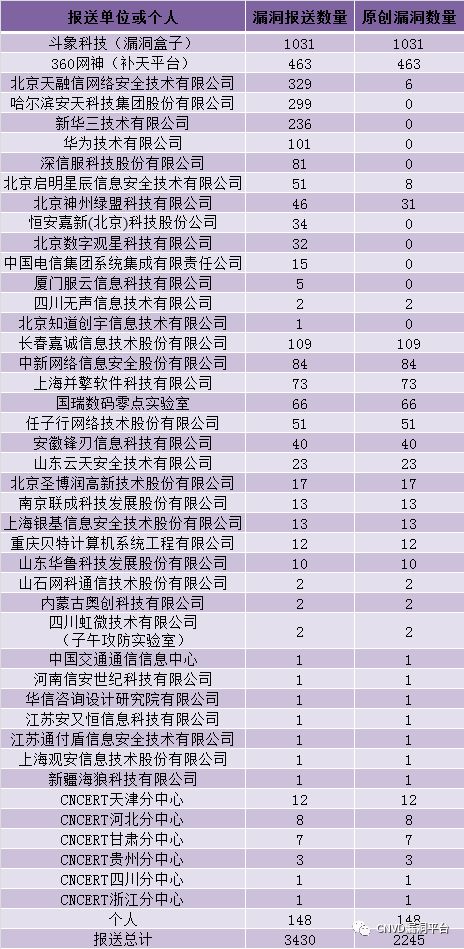 报送单位或个人 漏洞报送数量 原创漏洞数量
斗象科技（漏洞盒子） 1031 1031
360网神（补天平台） 463 463
北京天融信网络安全技术有限公司 329 6
哈尔滨安天科技集团股份有限公司 299 0
新华三技术有限公司 236 0
华为技术有限公司 101 0
深信服科技股份有限公司 81 0
北京启明星辰信息安全技术有限公司 51 8
北京神州绿盟科技有限公司 46 31
恒安嘉新(北京)科技股份公司 34 0
北京数字观星科技有限公司 32 0
中国电信集团系统集成有限责任公司 15 0
厦门服云信息科技有限公司 5 0
四川无声信息技术有限公司 2 2
北京知道创宇信息技术有限公司 1 0
长春嘉诚信息技术股份有限公司 109 109
中新网络信息安全股份有限公司 84 84
上海并擎软件科技有限公司 73 73
国瑞数码零点实验室 66 66
任子行网络技术股份有限公司 51 51
安徽锋刃信息科技有限公司 40 40
山东云天安全技术有限公司 23 23
北京圣博润高新技术股份有限公司 17 17
南京联成科技发展股份有限公司 13 13
上海银基信息安全技术股份有限公司 13 13
重庆贝特计算机系统工程有限公司 12 12
山东华鲁科技发展股份有限公司 10 10
山石网科通信技术股份有限公司 2 2
内蒙古奥创科技有限公司 2 2
四川虹微技术有限公司
（子午攻防实验室） 2 2
中国交通通信信息中心 1 1
河南信安世纪科技有限公司 1 1
华信咨询设计研究院有限公司 1 1
江苏安又恒信息科技有限公司 1 1
江苏通付盾信息安全技术有限公司 1 1
上海观安信息技术股份有限公司 1 1
新疆海狼科技有限公司 1 1
CNCERT天津分中心 12 12
CNCERT河北分中心 8 8
CNCERT甘肃分中心 7 7
CNCERT贵州分中心 3 3
CNCERT四川分中心 1 1
CNCERT浙江分中心 1 1
个人 148 148
报送总计 3430 2245
CNVD漏洞平台